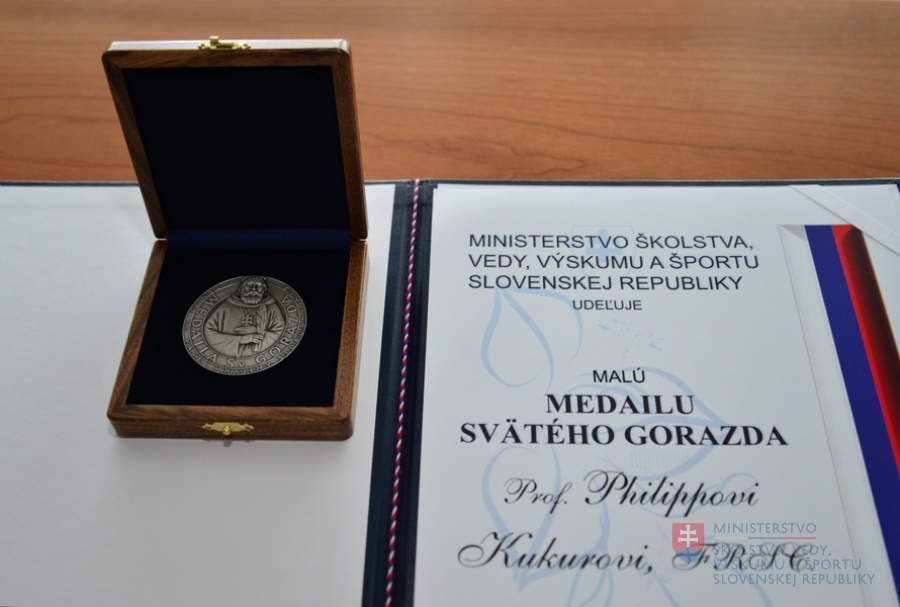 MEDAILA Sv. GORAZDA
MINISTERSTVO ŠKOLSTVA,
VEDY, VÝSKUMU A ŠPORTU
SLOVENSKEJ REPUBLIKY
UDEĽUJE
MALÚ
MEDAILU
SVÄTÉHO GORAZDA
Prof. Philippovi
Kukurovi, FRSC.
MINISTERSTVO
ŠKOLSTVA, VEDY,
VÝSKUMU A ŠPORTU
SLOVENSKEJ REPUBLIKY